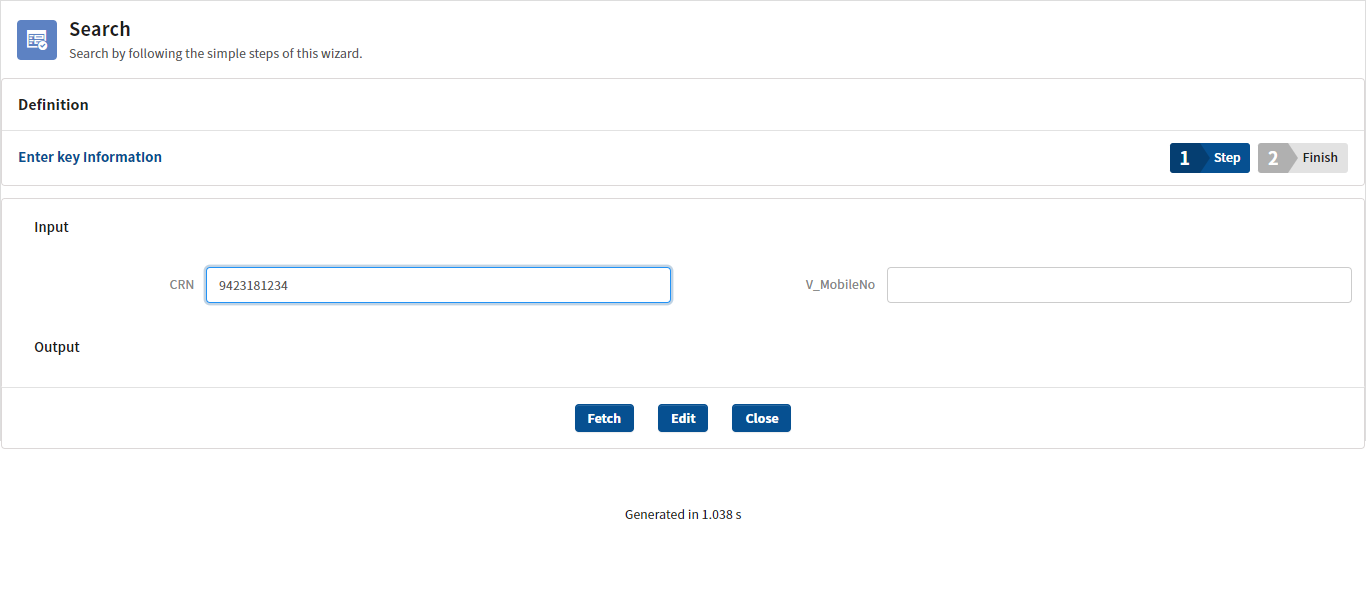 Search
Search by following the simple steps of this wizard.
Definition
Enter key Information
1 Step 2 Finish
Input
CRN 9423181234 V_MobileNo
Output
Fetch Edit Close
Generated in 1.038 s